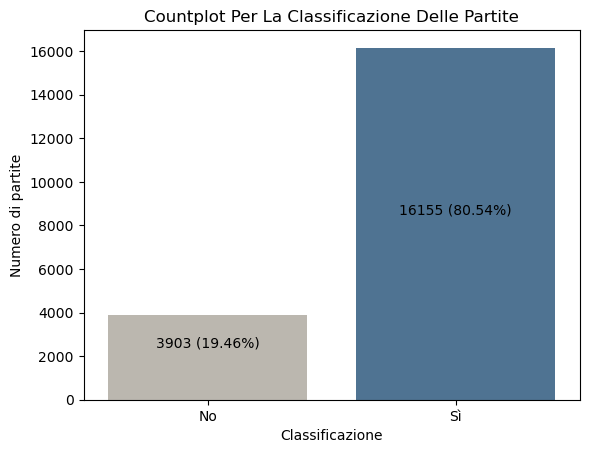 Countplot Per La Classificazione Delle Partite
16000
14000
12000
10000
8000
6000
4000
2000
0
Numero di partite
16155 (80.54%)
3903 (19.46%)
No
Sì
Classificazione